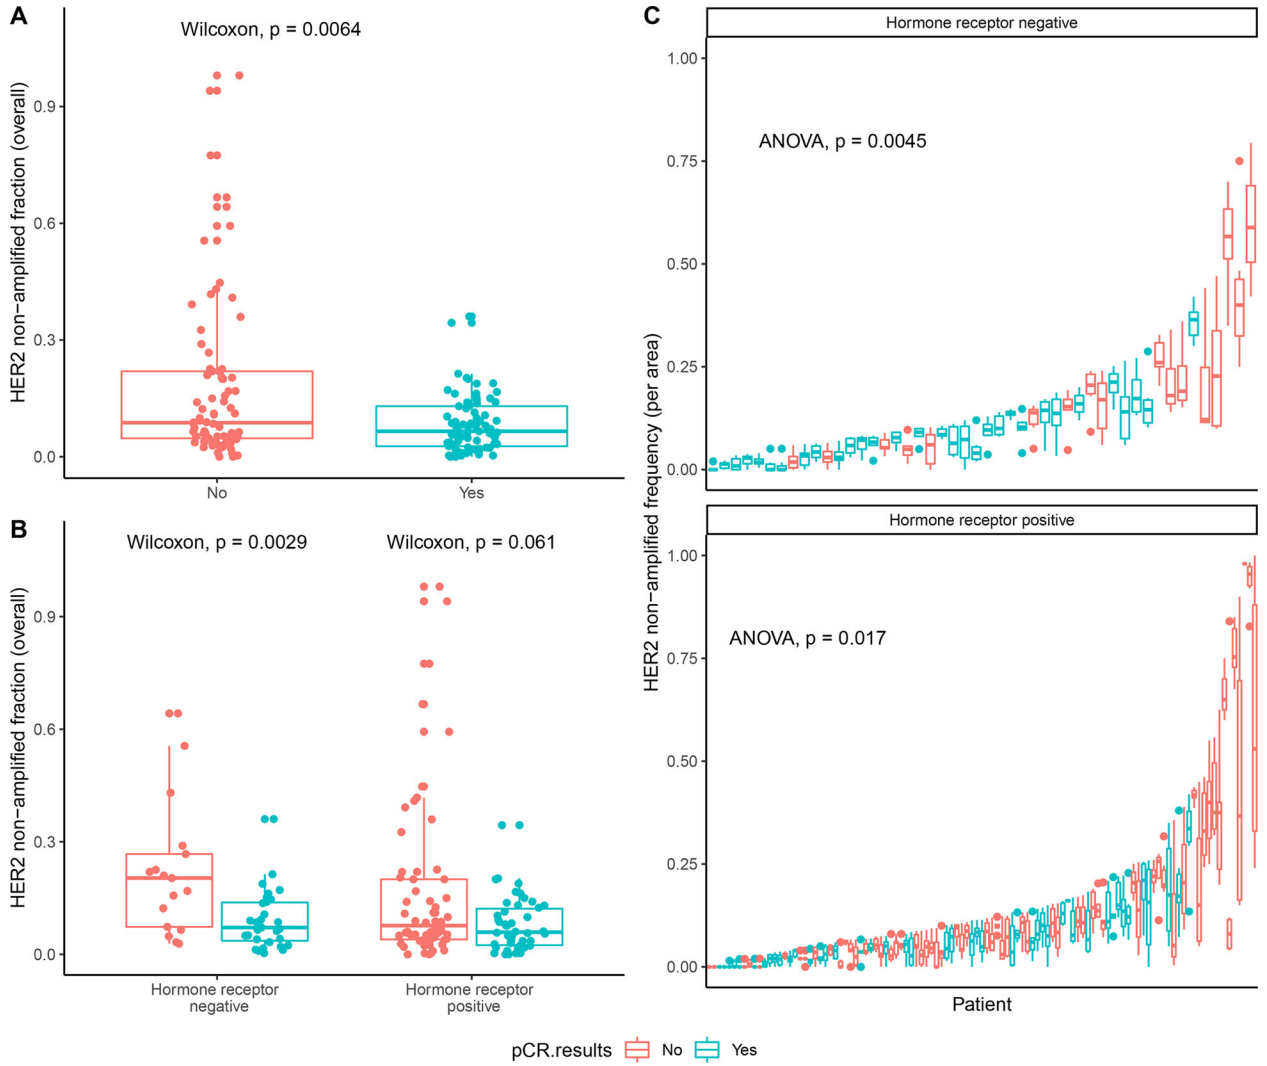 A
Wilcoxon, p = 0.0064
HER2 non−amplified fraction (overall)
0.9
0.6
0.3
0.0
No
Yes
B
Wilcoxon, p = 0.0029
Wilcoxon, p = 0.061
HER2 non−amplified fraction (overall)
0.9
0.6
0.3
0.0
Hormone receptor
negative
Hormone receptor
positive
C
Hormone receptor negative
ANOVA, p = 0.0045
1.00
0.75
0.50
0.25
0.00
HER2 non−amplified frequency (per area)
Hormone receptor positive
ANOVA, p = 0.017
1.00
0.75
0.50
0.25
0.00
Patient
pCR.results
No
Yes